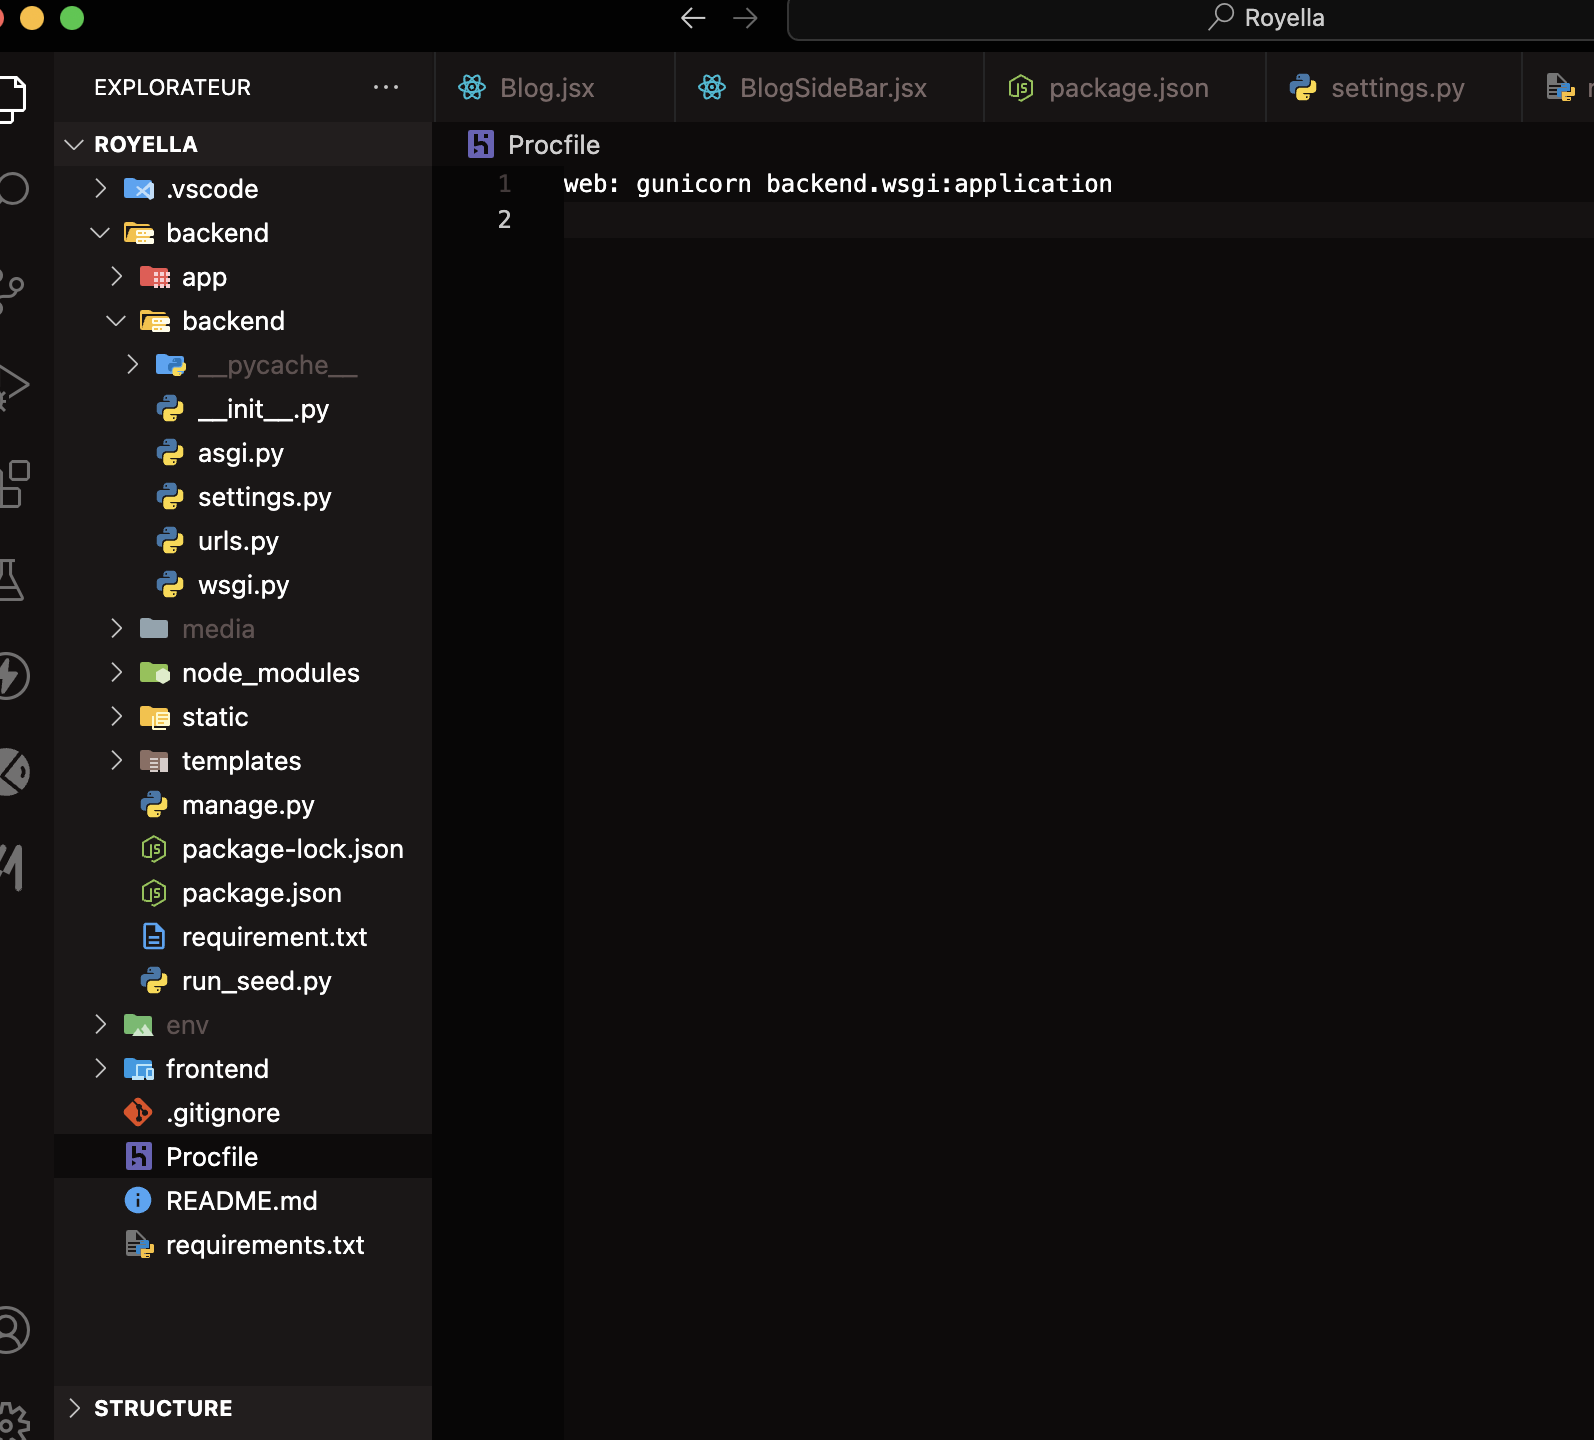 Royella
EXPLORATEUR
Blog.jsx
BlogSideBar.jsx
package.json
settings.py
ROYELLA
.vscode
backend
app
backend
__pycache__
__init__.py
asgi.py
settings.py
urls.py
wsgi.py
media
node_modules
static
templates
manage.py
package-lock.json
package.json
requirement.txt
run_seed.py
env
frontend
.gitignore
Procfile
README.md
requirements.txt
STRUCTURE
Procfile
1 web: gunicorn backend.wsgi:application
2